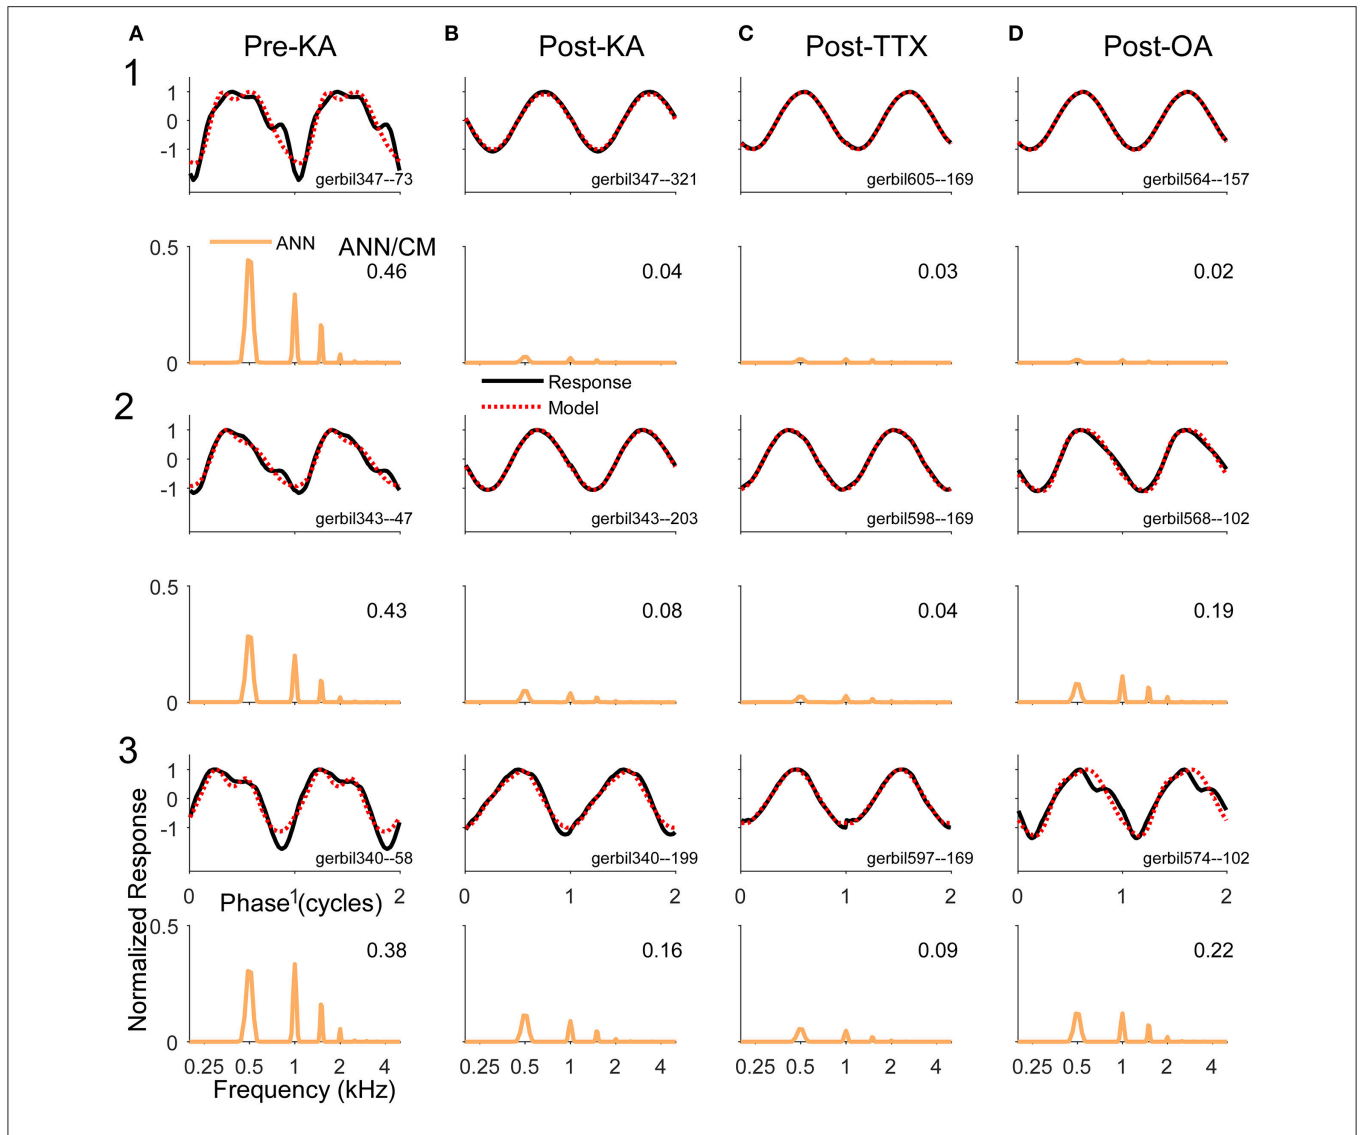 A B C D
Pre-KA Post-KA Post-TTX Post-OA
1
1 0 -1
gerbil347--73 gerbil347--321 gerbil605--169 gerbil564--157
0.5 0
ANN ANN/CM
0.46 0.04 0.03 0.02
Response
Model
2
1 0 -1
gerbil343--47 gerbil343--203 gerbil598--169 gerbil568--102
0.5 0
0.43 0.08 0.04 0.19
3
1 0 -1
gerbil340--58 gerbil340--199 gerbil597--169 gerbil574--102
0 1 2 0 1 2 0 1 2 0 1 2
Phase (cycles)
Normalized Response
0.5 0
0.38 0.16 0.09 0.22
0.25 0.5 1 2 4 0.25 0.5 1 2 4 0.25 0.5 1 2 4 0.25 0.5 1 2 4
Frequency (kHz)